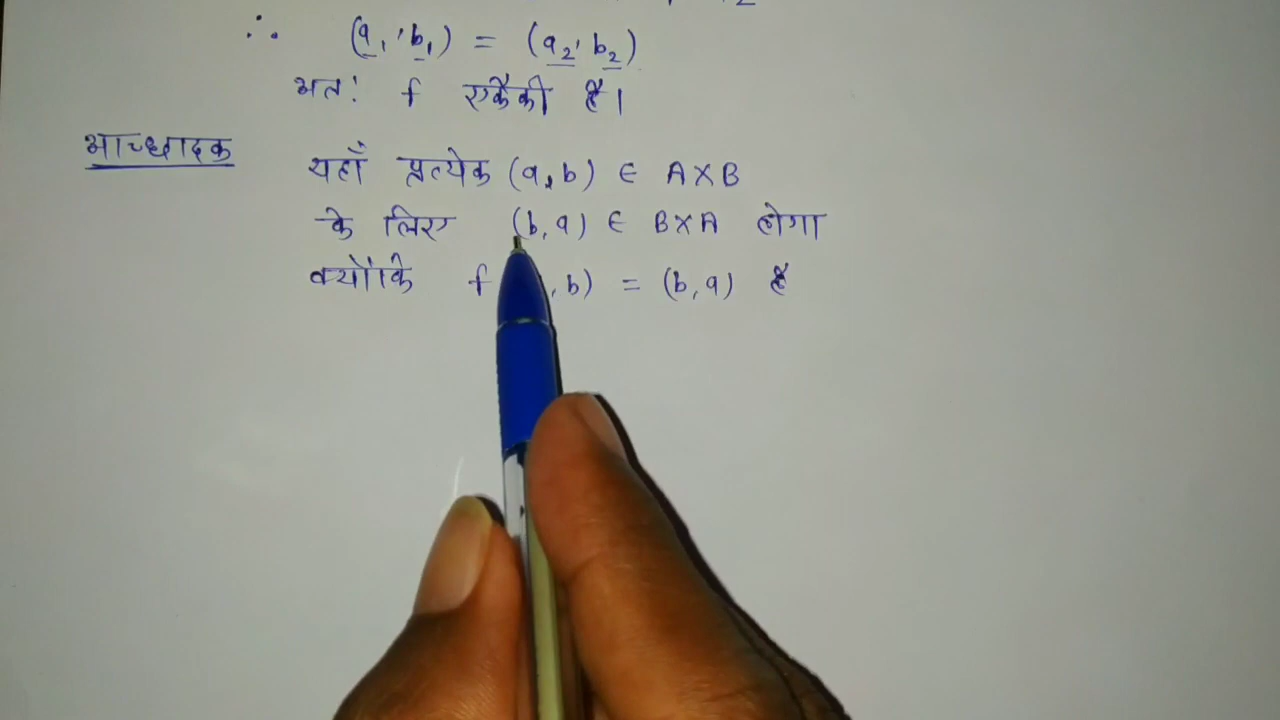 ∴ (a₁, b₁) = (a₂, b₂)
अतः f एकैकी है।
आच्छादक यहाँ प्रत्येक (a, b) ∈ A×B
के लिए (b, a) ∈ B×A होगा
क्योंकि f , b) = (b, a) है